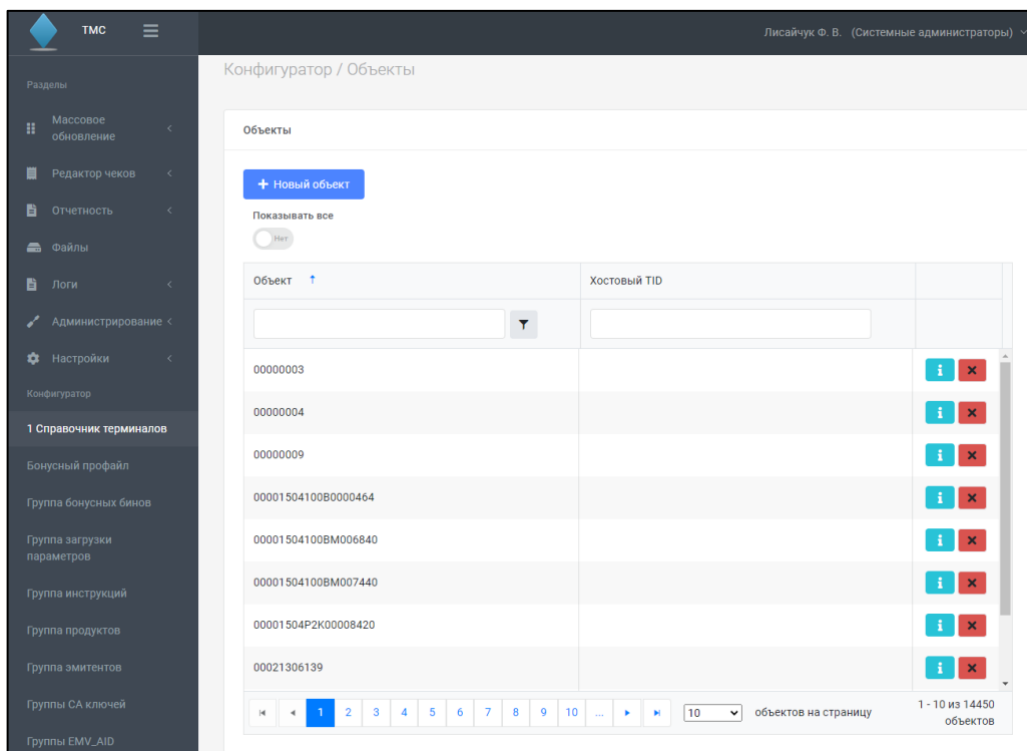 ТМС
Лисайчук Ф. В. (Системные администраторы)
Разделы
Массовое
обновление
Редактор чеков
Отчетность
Файлы
Логи
Администрирование
Настройки
Конфигуратор
1 Справочник терминалов
Бонусный профайл
Группа бонусных бинов
Группа загрузки
параметров
Группа инструкций
Группа продуктов
Группа эмитентов
Группы CA ключей
Группы EMV_AID
Конфигуратор / Объекты
Объекты
+ Новый объект
Показывать все
Нет
Объект ↑ Хостовый TID
00000003
00000004
00000009
00001504100B0000464
00001504100BM006840
00001504100BM007440
00001504P2K00008420
00021306139
1 2 3 4 5 6 7 8 9 10 ... 10 объектов на страницу 1 - 10 из 14450
объектов